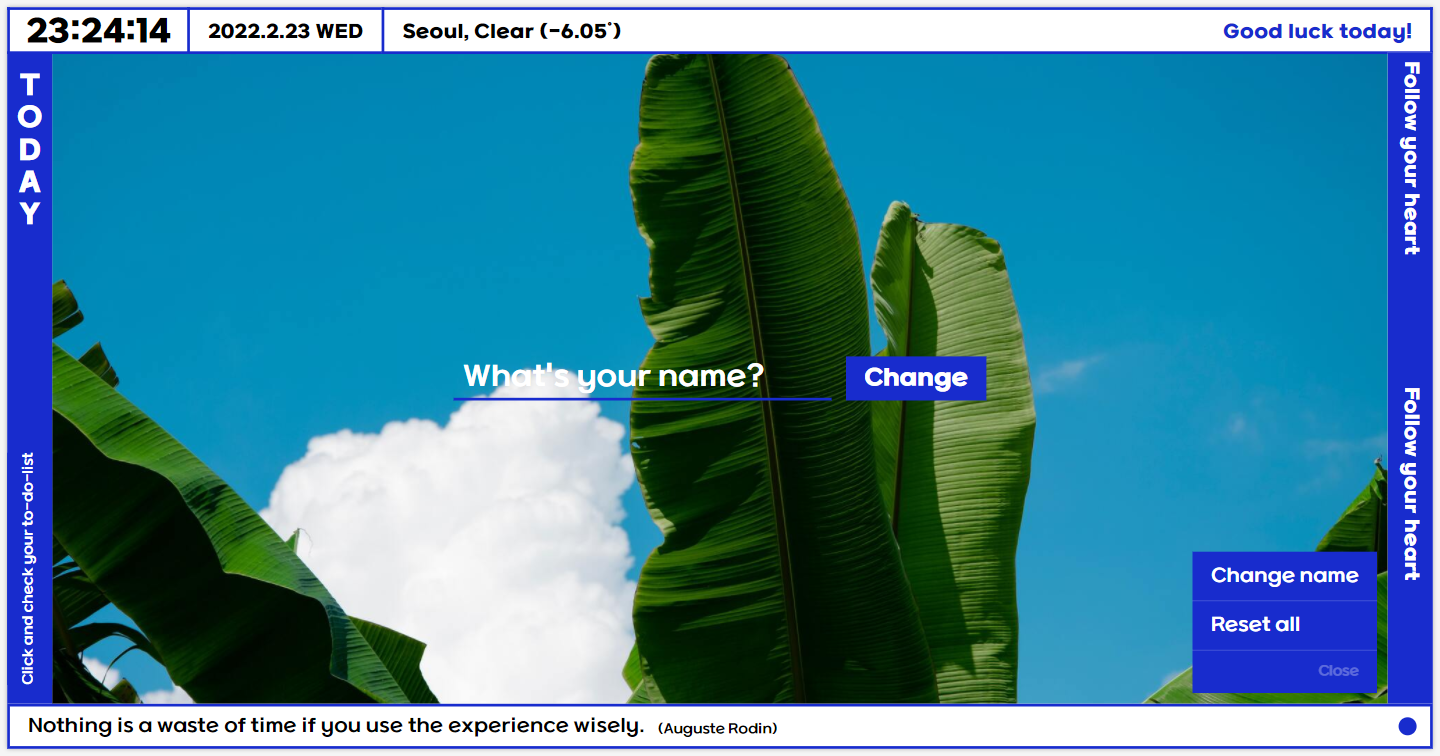 23:24:14
2022.2.23 WED
Seoul, Clear (-6.05˚)
Good luck today!
TODAY
Click and check your to-do-list
What's your name?
Change
Follow your heart
Follow your heart
Change name
Reset all
Close
Nothing is a waste of time if you use the experience wisely. (Auguste Rodin)